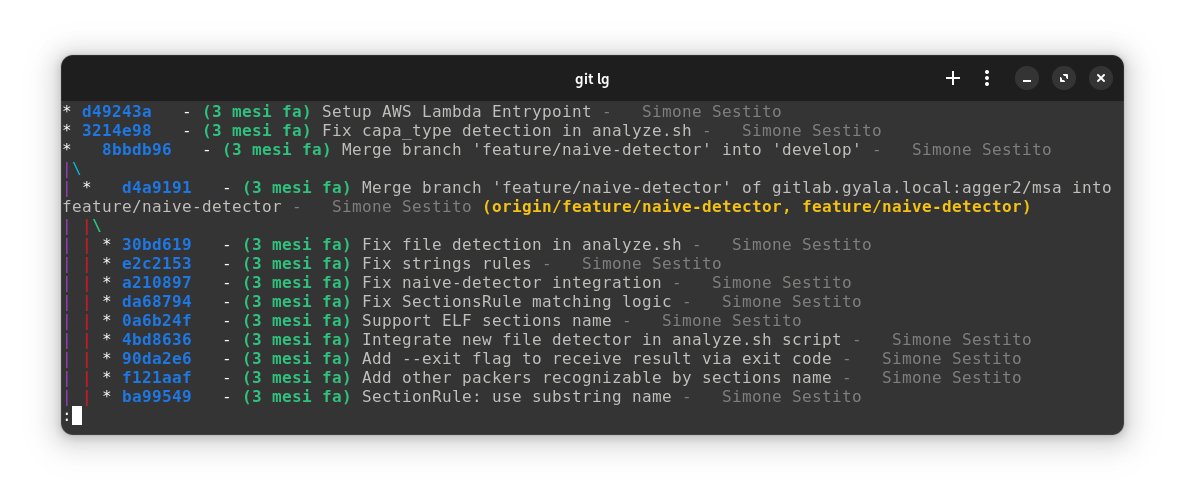 git lg
* d49243a - (3 mesi fa) Setup AWS Lambda Entrypoint - Simone Sestito
* 3214e98 - (3 mesi fa) Fix capa_type detection in analyze.sh - Simone Sestito
* 8bbdb96 - (3 mesi fa) Merge branch 'feature/naive-detector' into 'develop' - Simone Sestito
|\
| * d4a9191 - (3 mesi fa) Merge branch 'feature/naive-detector' of gitlab.gyala.local:agger2/msa into
feature/naive-detector - Simone Sestito (origin/feature/naive-detector, feature/naive-detector)
| |\
| | * 30bd619 - (3 mesi fa) Fix file detection in analyze.sh - Simone Sestito
| | * e2c2153 - (3 mesi fa) Fix strings rules - Simone Sestito
| | * a210897 - (3 mesi fa) Fix naive-detector integration - Simone Sestito
| | * da68794 - (3 mesi fa) Fix SectionsRule matching logic - Simone Sestito
| | * 0a6b24f - (3 mesi fa) Support ELF sections name - Simone Sestito
| | * 4bd8636 - (3 mesi fa) Integrate new file detector in analyze.sh script - Simone Sestito
| | * 90da2e6 - (3 mesi fa) Add --exit flag to receive result via exit code - Simone Sestito
| | * f121aaf - (3 mesi fa) Add other packers recognizable by sections name - Simone Sestito
| | * ba99549 - (3 mesi fa) SectionRule: use substring name - Simone Sestito
: